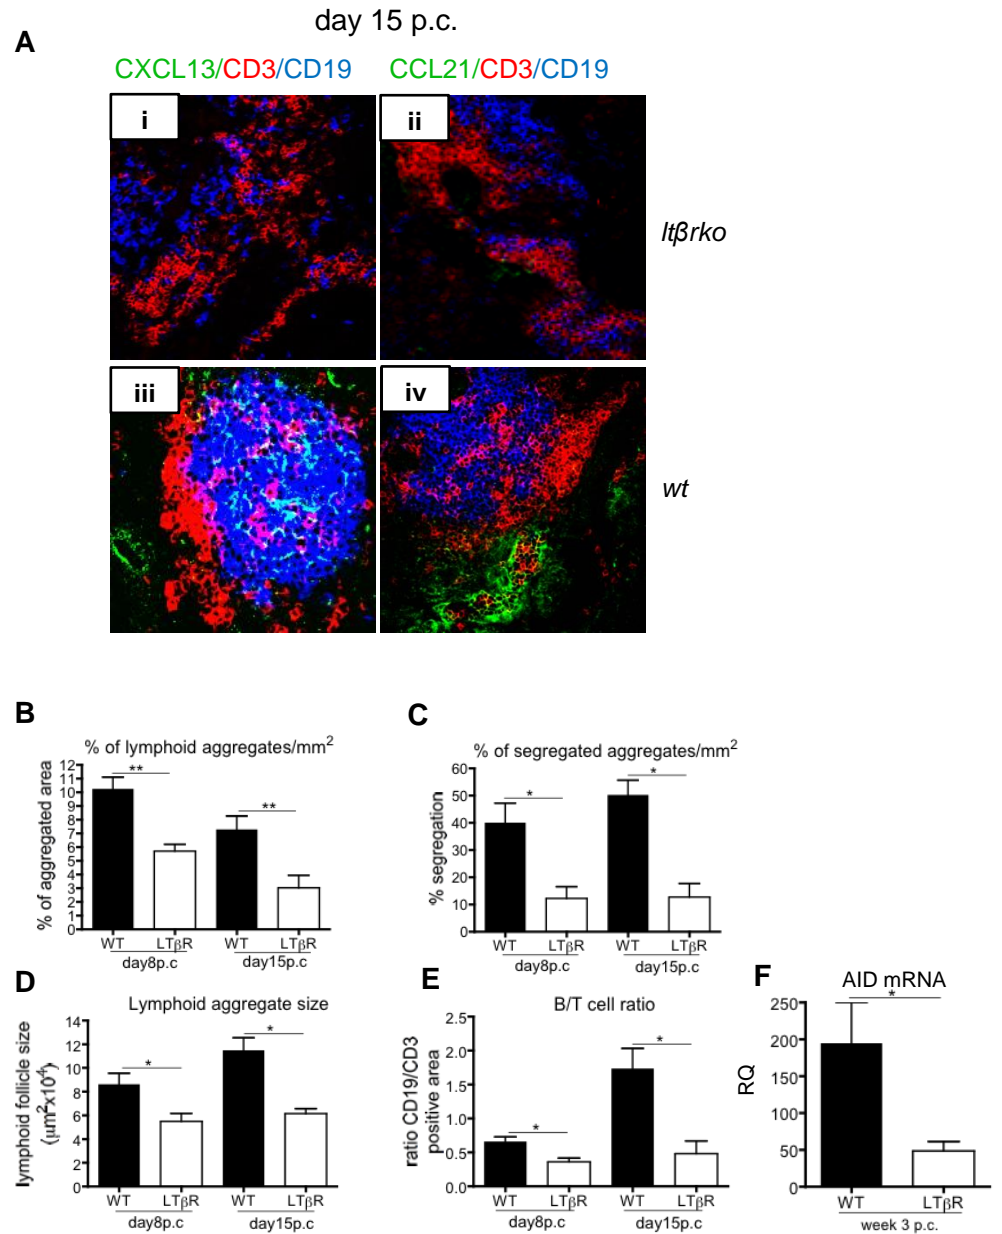 day 15 p.c.
A
CXCL13/CD3/CD19
CCL21/CD3/CD19
i
ii
ltβrko
iii
iv
wt
B
% of lymphoid aggregates/mm²
% of aggregated area
12
11
10
9
8
7
6
5
4
3
2
1
0
**
**
WT
LTβR
WT
LTβR
day8p.c
day15p.c
C
% of segregated aggregates/mm²
% segregation
60
50
40
30
20
10
0
*
*
WT
LTβR
WT
LTβR
day8p.c
day15p.c
D
Lymphoid aggregate size
lymphoid follicle size
(μm²x10⁴)
14
12
10
8
6
4
2
0
*
*
WT
LTβR
WT
LTβR
day8p.c
day15p.c
E
B/T cell ratio
ratio CD19/CD3
positive area
2.5
2.0
1.5
1.0
0.5
0.0
*
*
WT
LTβR
WT
LTβR
day8p.c
day15p.c
F
AID mRNA
RQ
250
200
150
100
50
0
*
WT
LTβR
week 3 p.c.